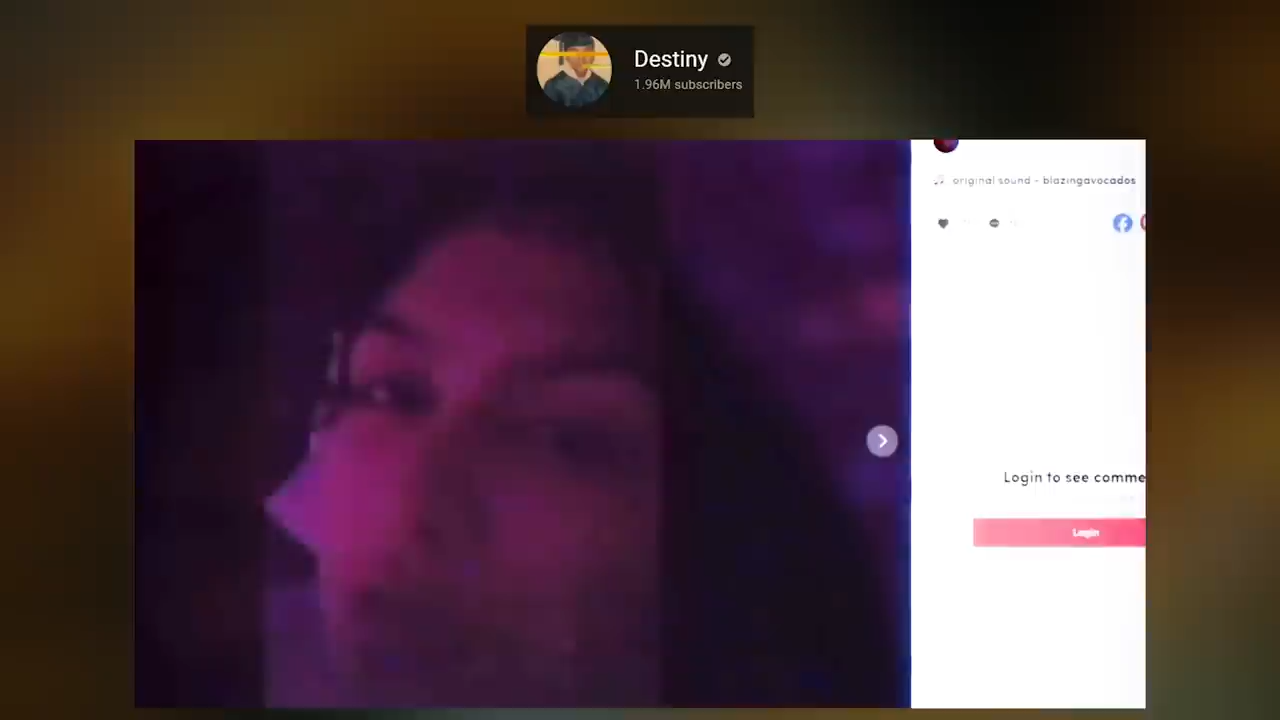 Destiny
1.96M subscribers
original sound - blazingavocados
Login to see comme
Login